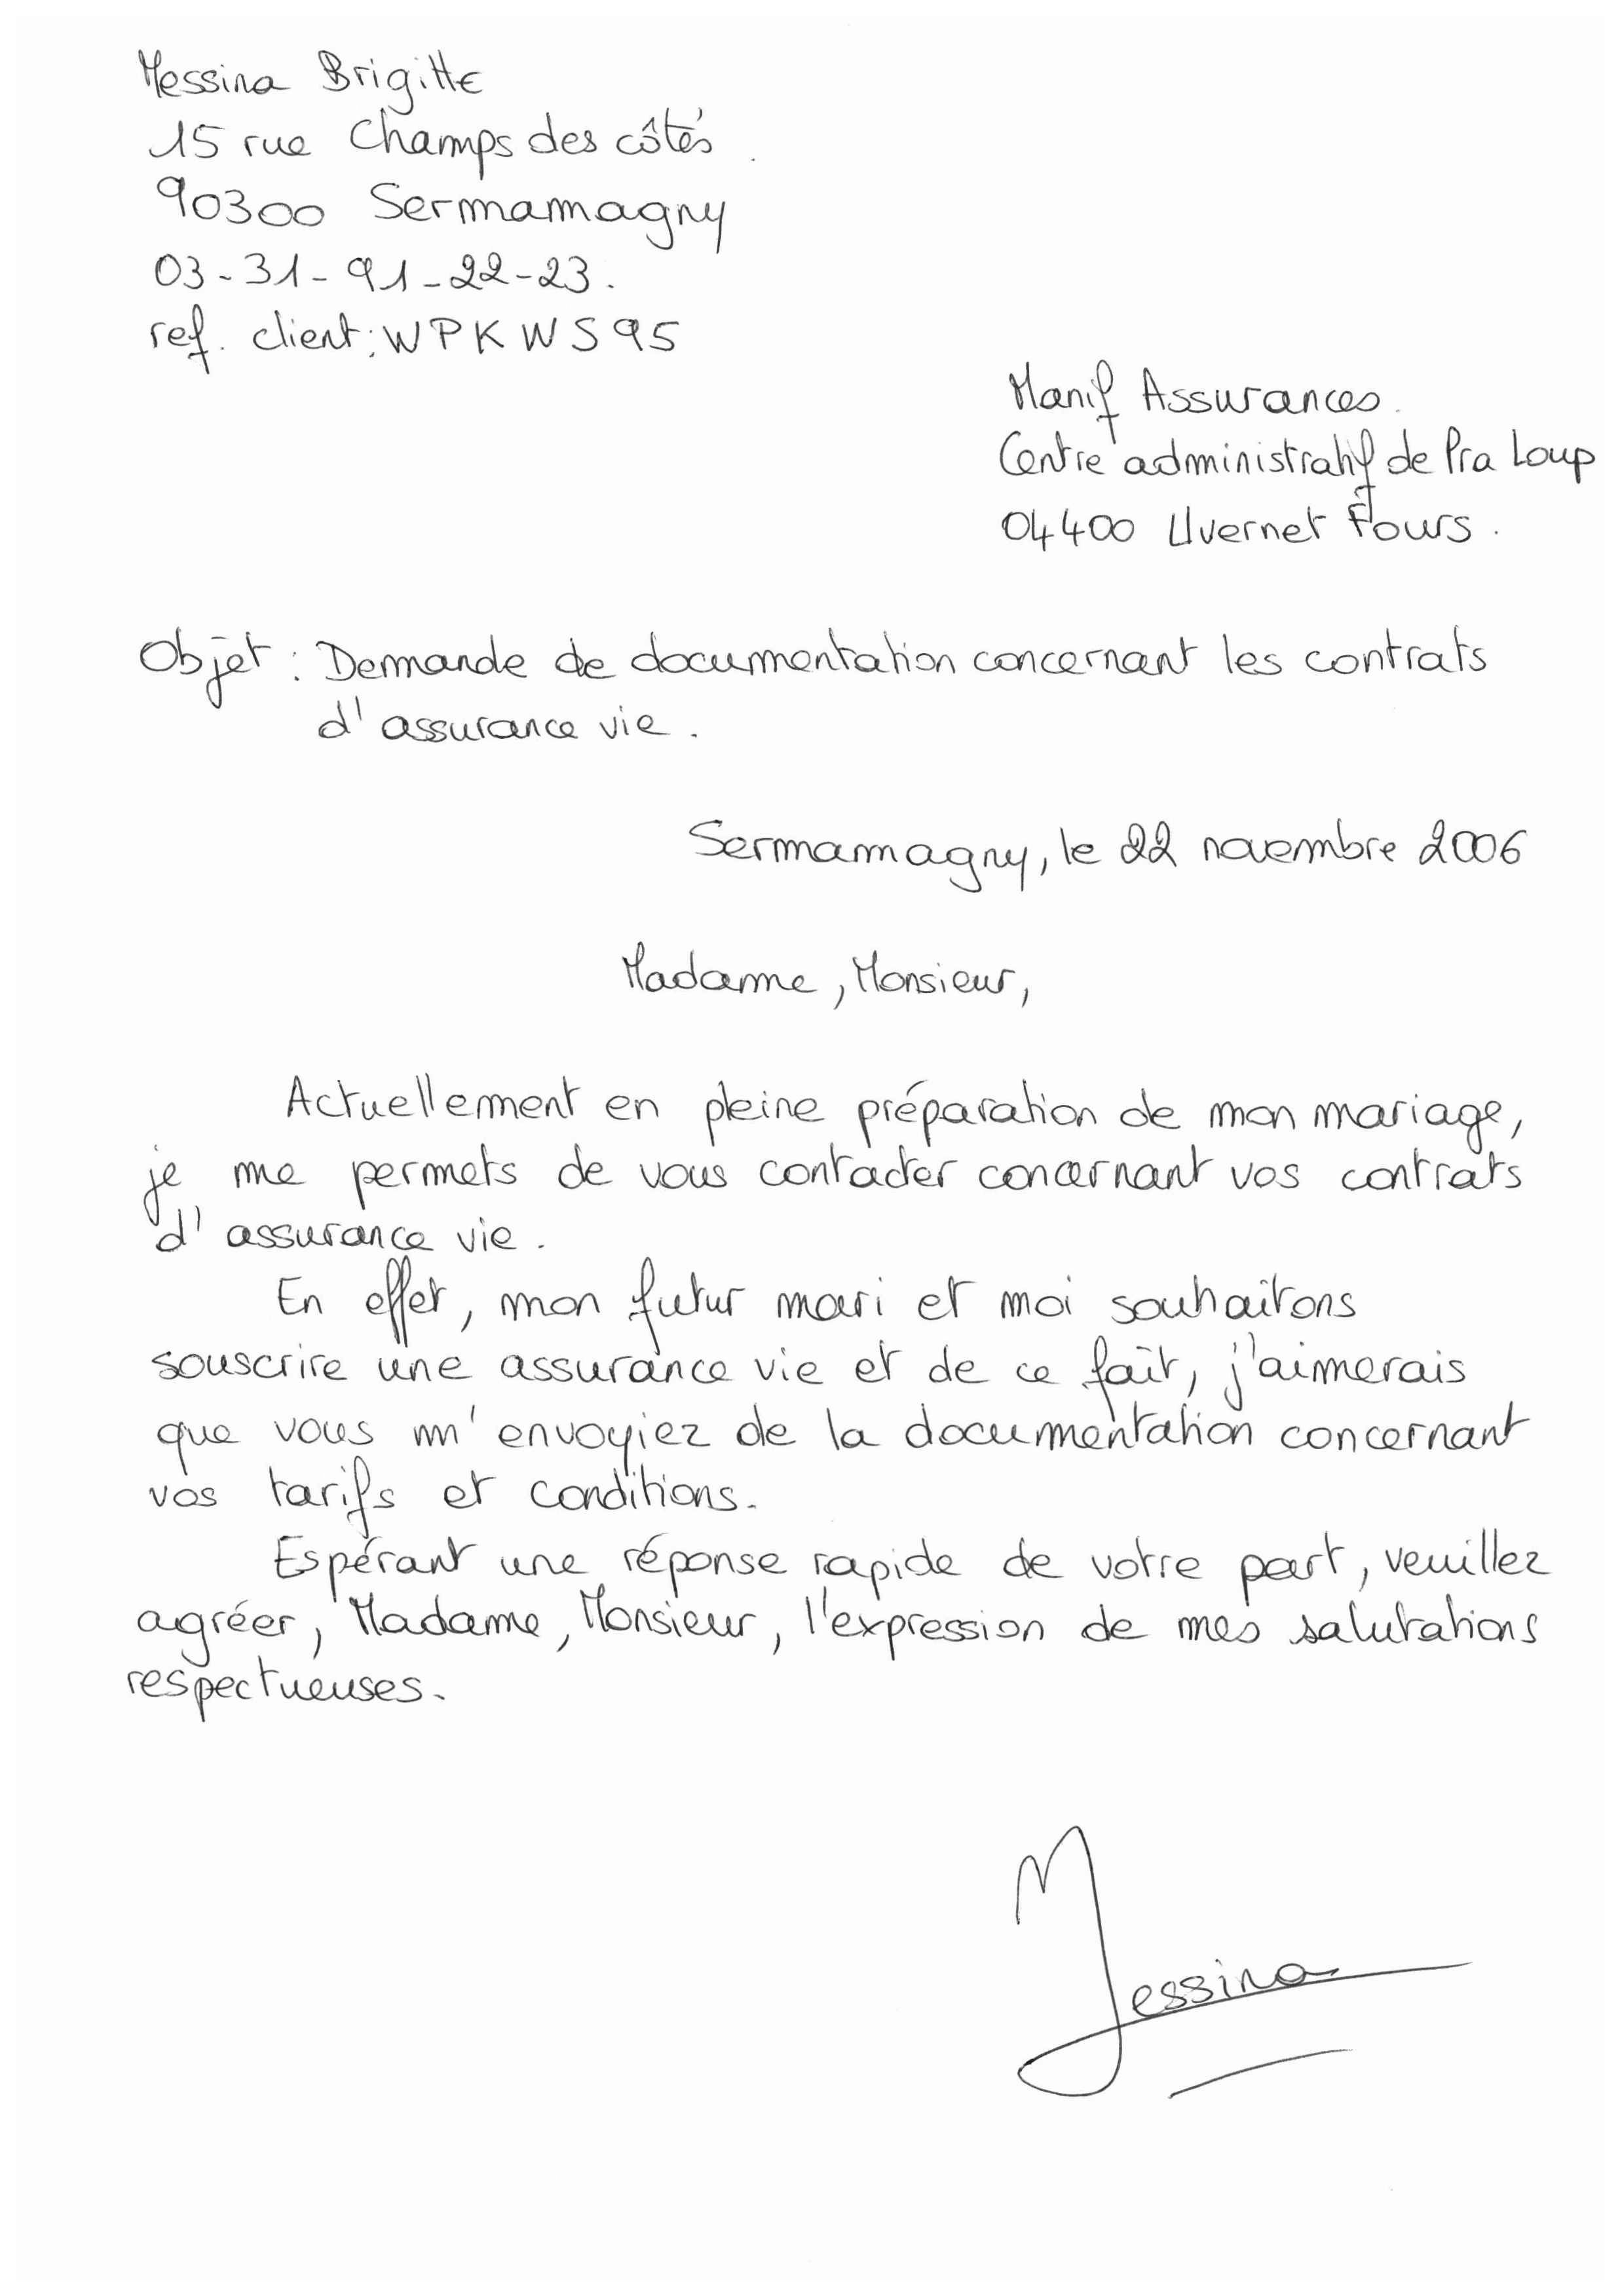 Messina Brigitte
15 rue Champs des côtés
90300 Sermamagny
03-31-91-22-23.
ref. client: WPKWS95
Manif Assurances.
Centre administratif de Pra Loup
04400 Uvernet Fours.
Objet : Demande de documentation concernant les contrats
d'assurance vie.
Sermamagny, le 22 novembre 2006
Madame, Monsieur,
Actuellement en pleine préparation de mon mariage,
je me permets de vous contacter concernant vos contrats
d'assurance vie.
En effet, mon futur mari et moi souhaitons
souscrire une assurance vie et de ce fait, j'aimerais
que vous m'envoyiez de la documentation concernant
vos tarifs et conditions.
Espérant une réponse rapide de votre part, veuillez
agréer, Madame, Monsieur, l'expression de mes salutations
respectueuses.
Messina